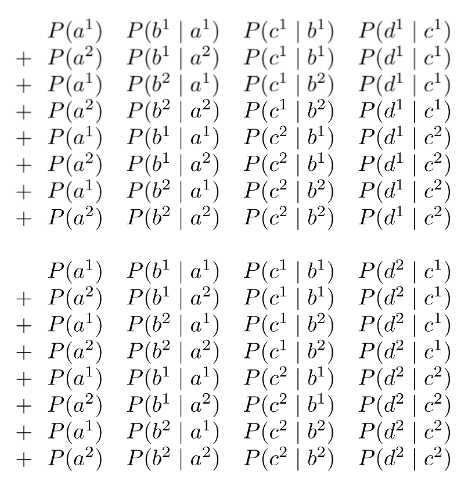 P(a¹) P(b¹ | a¹) P(c¹ | b¹) P(d¹ | c¹)
+ P(a²) P(b¹ | a²) P(c¹ | b¹) P(d¹ | c¹)
+ P(a¹) P(b² | a¹) P(c¹ | b²) P(d¹ | c¹)
+ P(a²) P(b² | a²) P(c¹ | b²) P(d¹ | c¹)
+ P(a¹) P(b¹ | a¹) P(c² | b¹) P(d¹ | c²)
+ P(a²) P(b¹ | a²) P(c² | b¹) P(d¹ | c²)
+ P(a¹) P(b² | a¹) P(c² | b²) P(d¹ | c²)
+ P(a²) P(b² | a²) P(c² | b²) P(d¹ | c²)
P(a¹) P(b¹ | a¹) P(c¹ | b¹) P(d² | c¹)
+ P(a²) P(b¹ | a²) P(c¹ | b¹) P(d² | c¹)
+ P(a¹) P(b² | a¹) P(c¹ | b²) P(d² | c¹)
+ P(a²) P(b² | a²) P(c¹ | b²) P(d² | c¹)
+ P(a¹) P(b¹ | a¹) P(c² | b¹) P(d² | c²)
+ P(a²) P(b¹ | a²) P(c² | b¹) P(d² | c²)
+ P(a¹) P(b² | a¹) P(c² | b²) P(d² | c²)
+ P(a²) P(b² | a²) P(c² | b²) P(d² | c²)